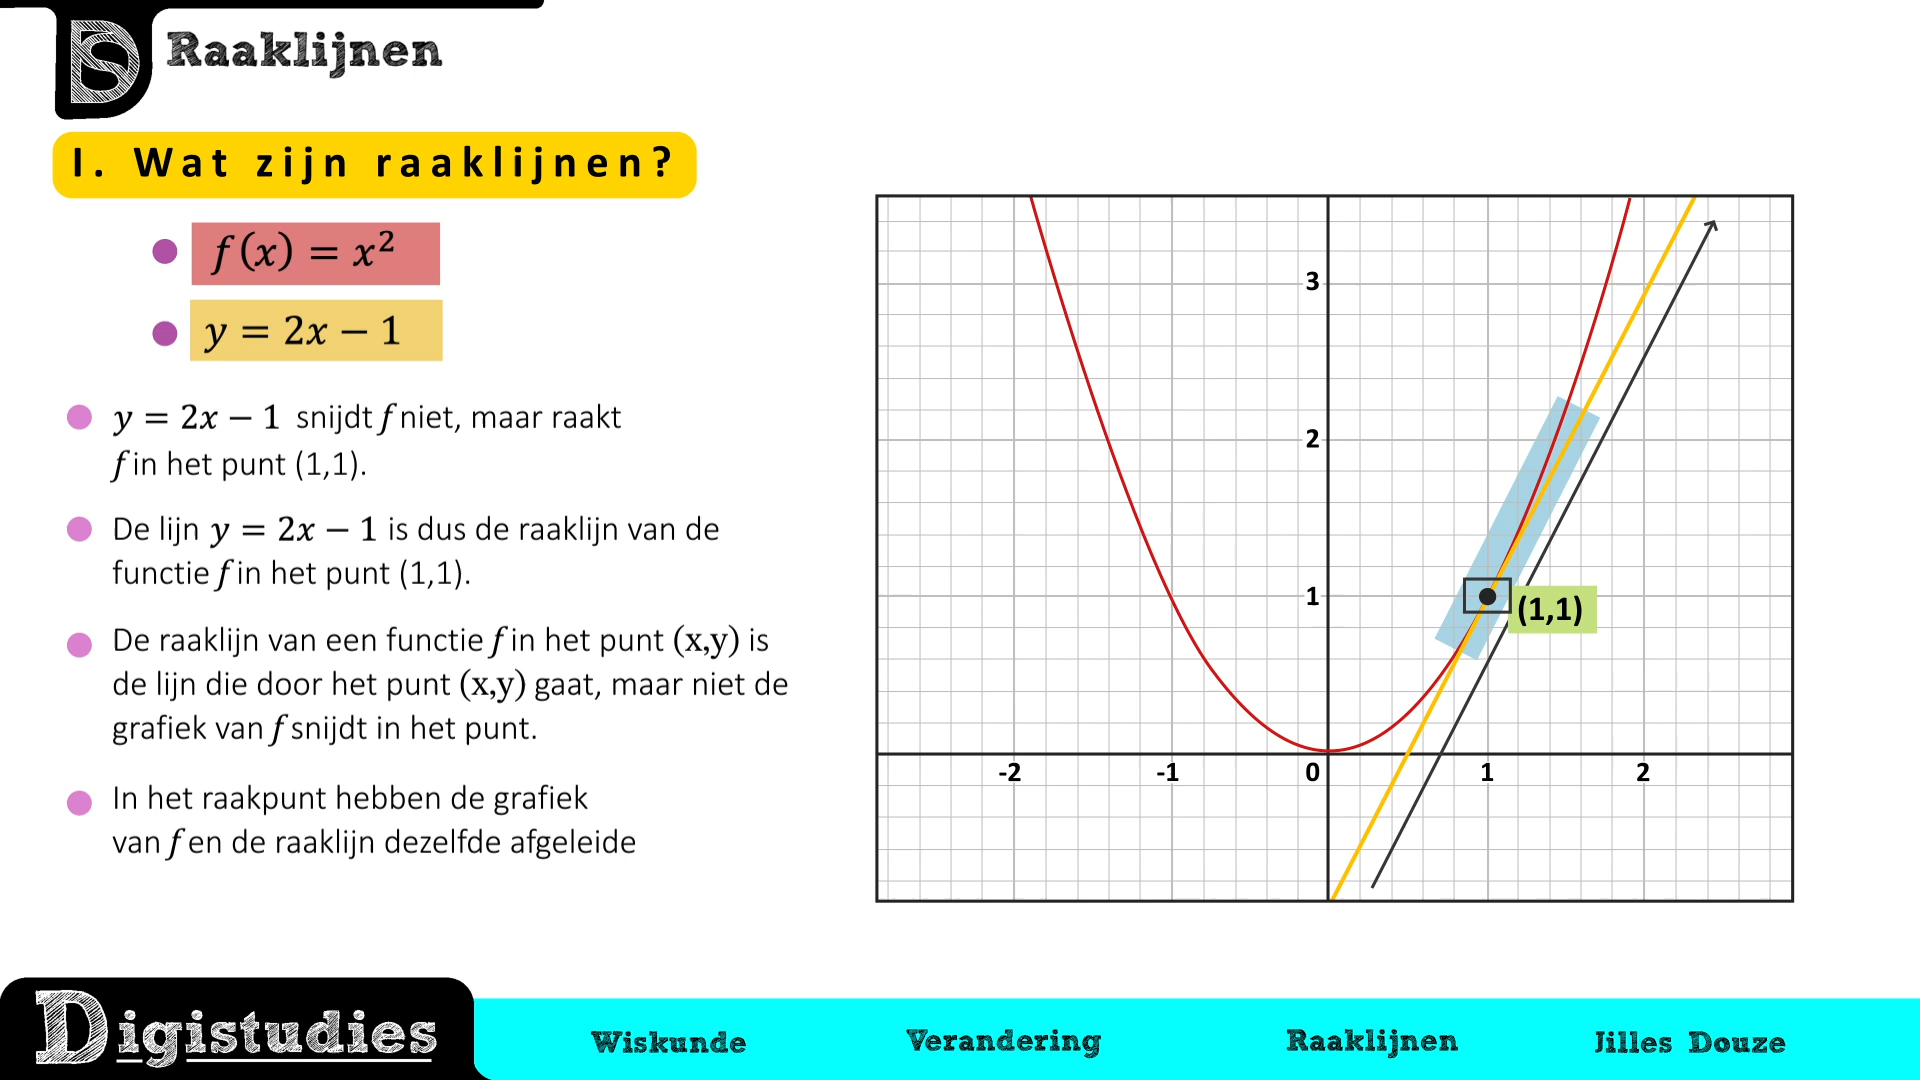 DS
Raaklijnen
I. Wat zijn raaklijnen?
f(x) = x²
y = 2x − 1
y = 2x − 1 snijdt f niet, maar raakt
f in het punt (1,1).
De lijn y = 2x − 1 is dus de raaklijn van de
functie f in het punt (1,1).
De raaklijn van een functie f in het punt (x,y) is
de lijn die door het punt (x,y) gaat, maar niet de
grafiek van f snijdt in het punt.
In het raakpunt hebben de grafiek
van f en de raaklijn dezelfde afgeleide
3
2
1
(1,1)
-2 -1 0 1 2
Digistudies
Wiskunde Verandering Raaklijnen Jilles Douze